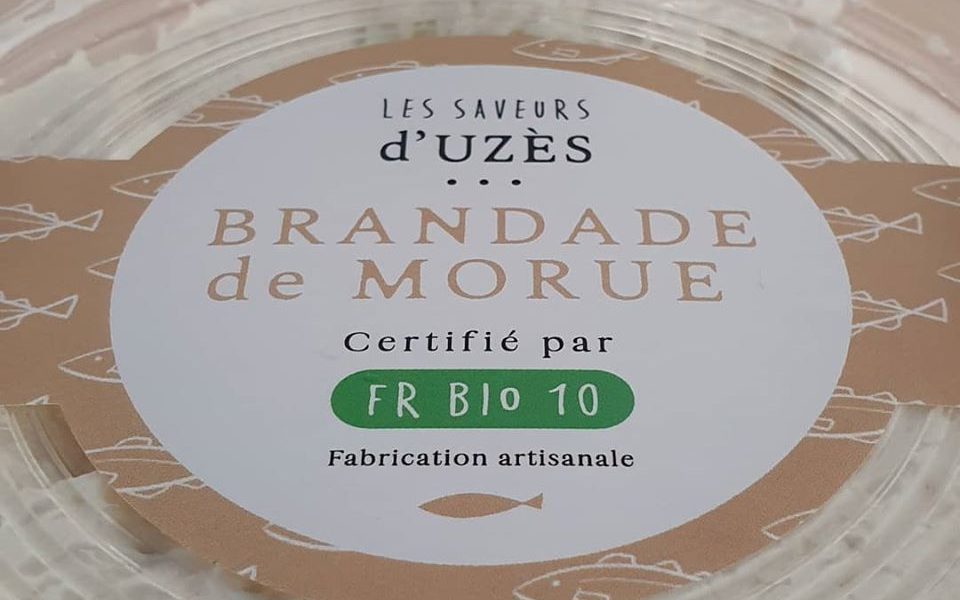 LES SAVEURS
d'UZÈS
•••
BRANDADE
de MORUE
Certifié par
FR BIO 10
Fabrication artisanale